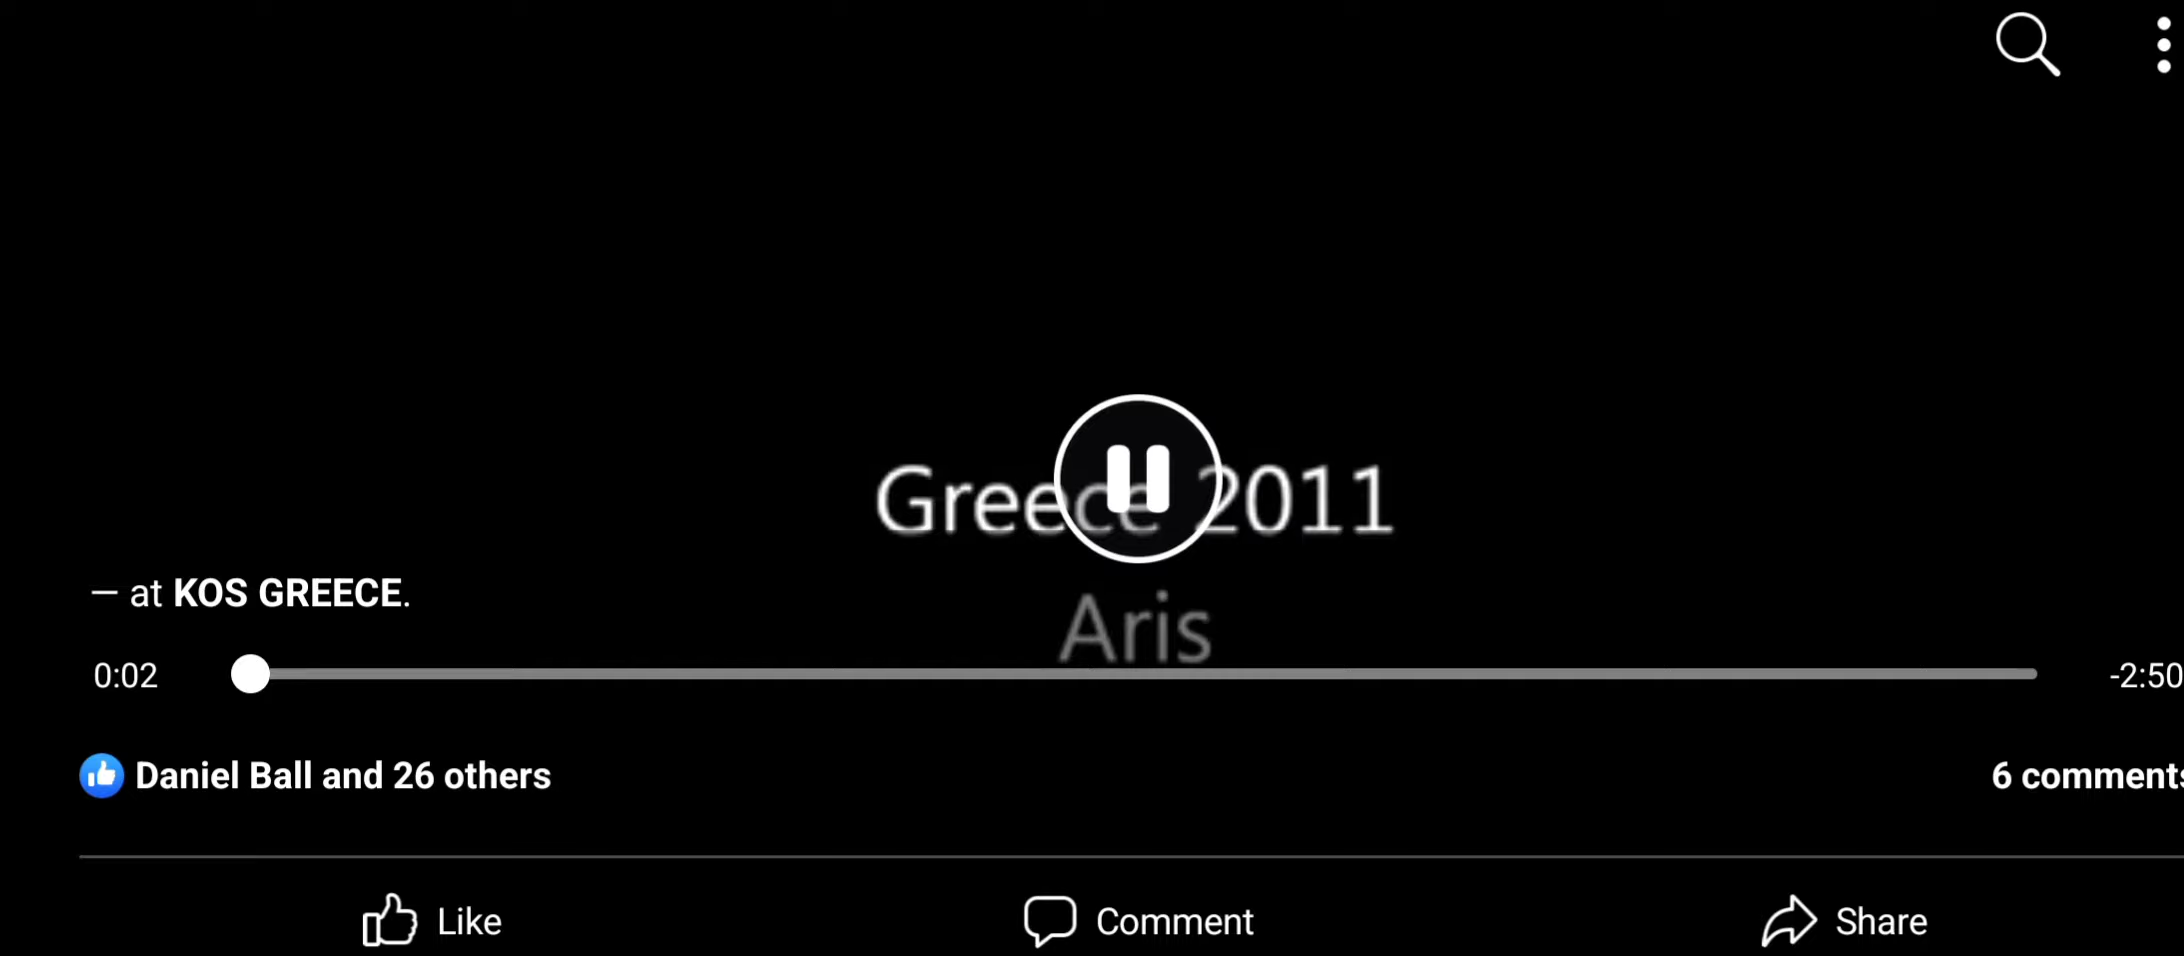 Greece 2011
— at KOS GREECE.
Aris
0:02
-2:50
Daniel Ball and 26 others
6 comments
Like
Comment
Share